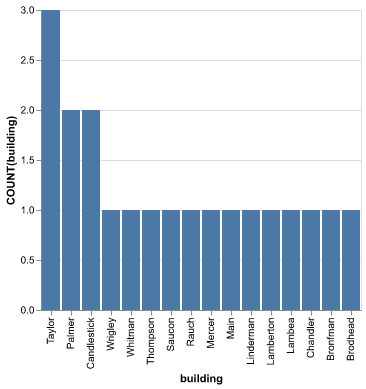 COUNT(building)
3.0
2.5
2.0
1.5
1.0
0.5
0.0
Taylor
Palmer
Candlestick
Wrigley
Whitman
Thompson
Saucon
Rauch
Mercer
Main
Linderman
Lamberton
Lambea
Chandler
Bronfman
Brodhead
building